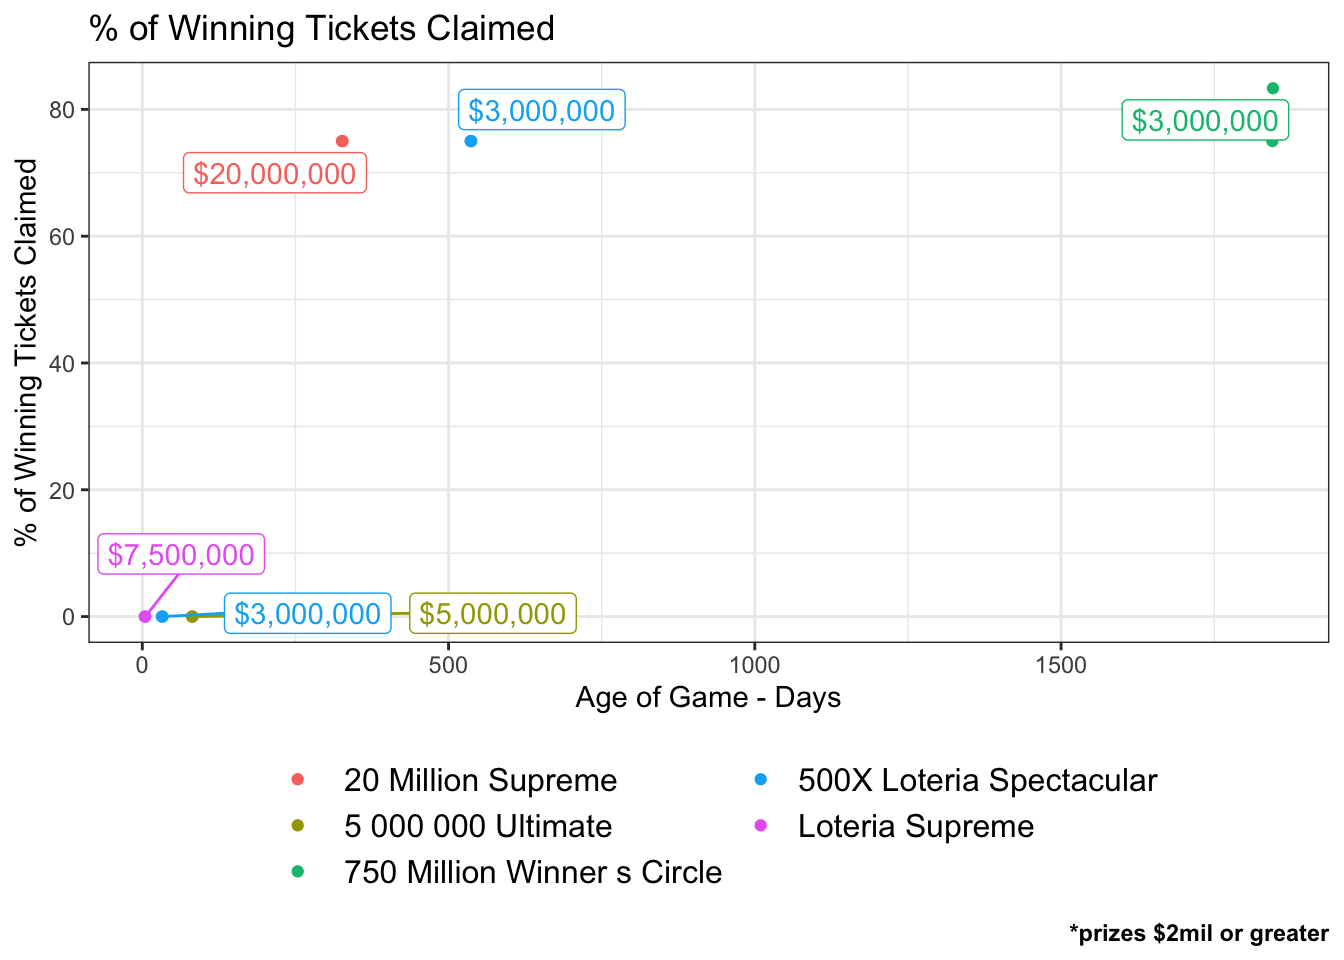 % of Winning Tickets Claimed
% of Winning Tickets Claimed
80
60
40
20
0
$3,000,000
$3,000,000
$20,000,000
$7,500,000
$3,000,000
$5,000,000
0
500
1000
1500
Age of Game - Days
20 Million Supreme
5 000 000 Ultimate
750 Million Winner s Circle
500X Loteria Spectacular
Loteria Supreme
*prizes $2mil or greater